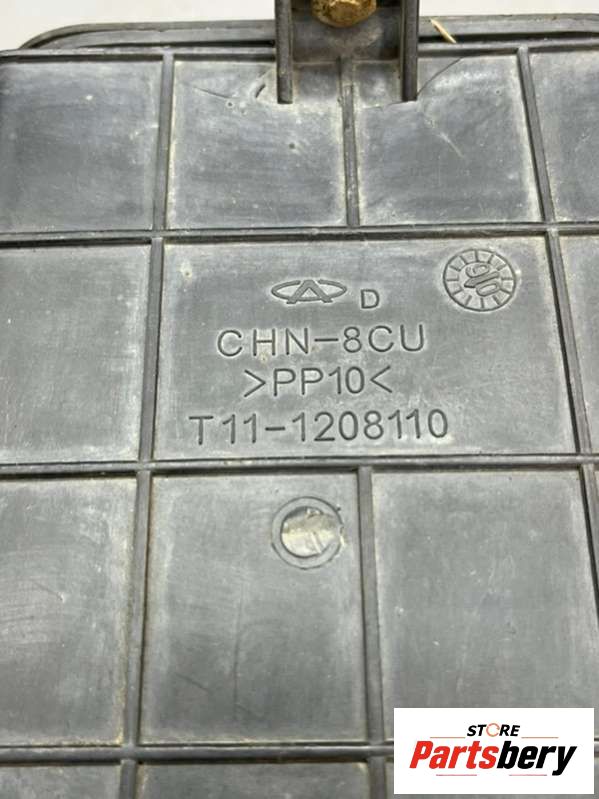 D
CHN-8CU
>PP10<
T11-1208110
STORE
Partsbery